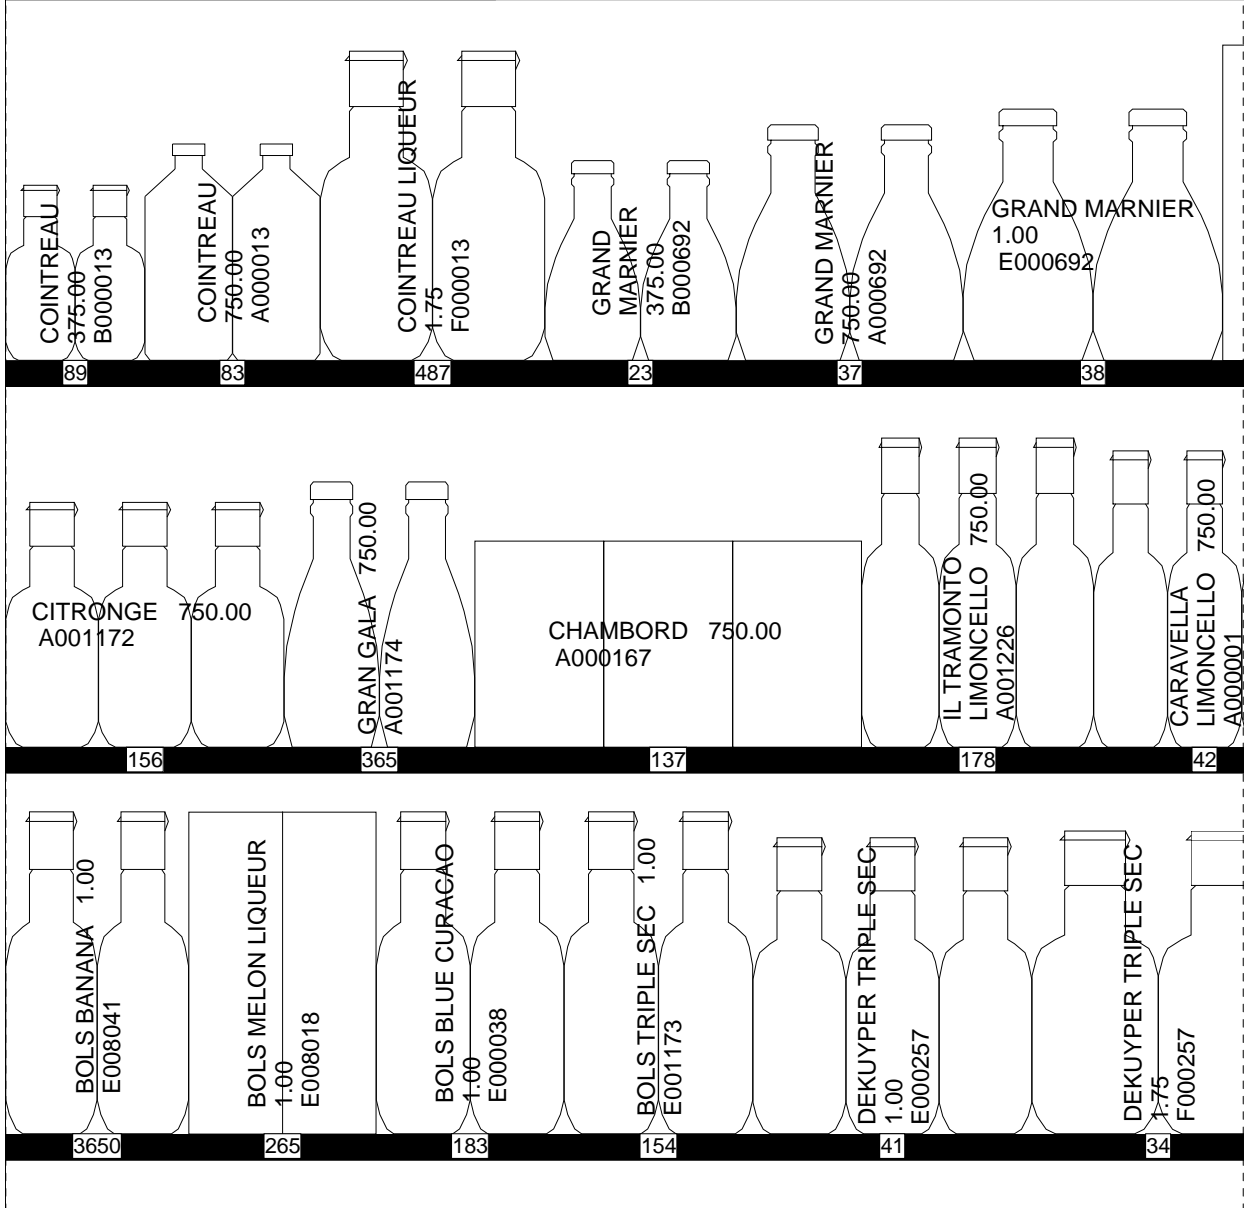 COINTREAU
375.00
B000013
COINTREAU
750.00
A000013
COINTREAU LIQUEUR
1.75
F000013
GRAND
MARNIER
375.00
B000692
GRAND MARNIER
750.00
A000692
GRAND MARNIER
1.00
E000692
89
83
487
23
37
38
CITRONGE 750.00
A001172
GRAN GALA 750.00
A001174
CHAMBORD 750.00
A000167
IL TRAMONTO
LIMONCELLO 750.00
A001226
CARAVELLA
LIMONCELLO 750.00
A000001
156
365
137
178
42
BOLS BANANA 1.00
E008041
BOLS MELON LIQUEUR
1.00
E008018
BOLS BLUE CURACAO
1.00
E000038
BOLS TRIPLE SEC 1.00
E001173
DEKUYPER TRIPLE SEC
1.00
E000257
DEKUYPER TRIPLE SEC
1.75
F000257
3650
265
183
154
41
34